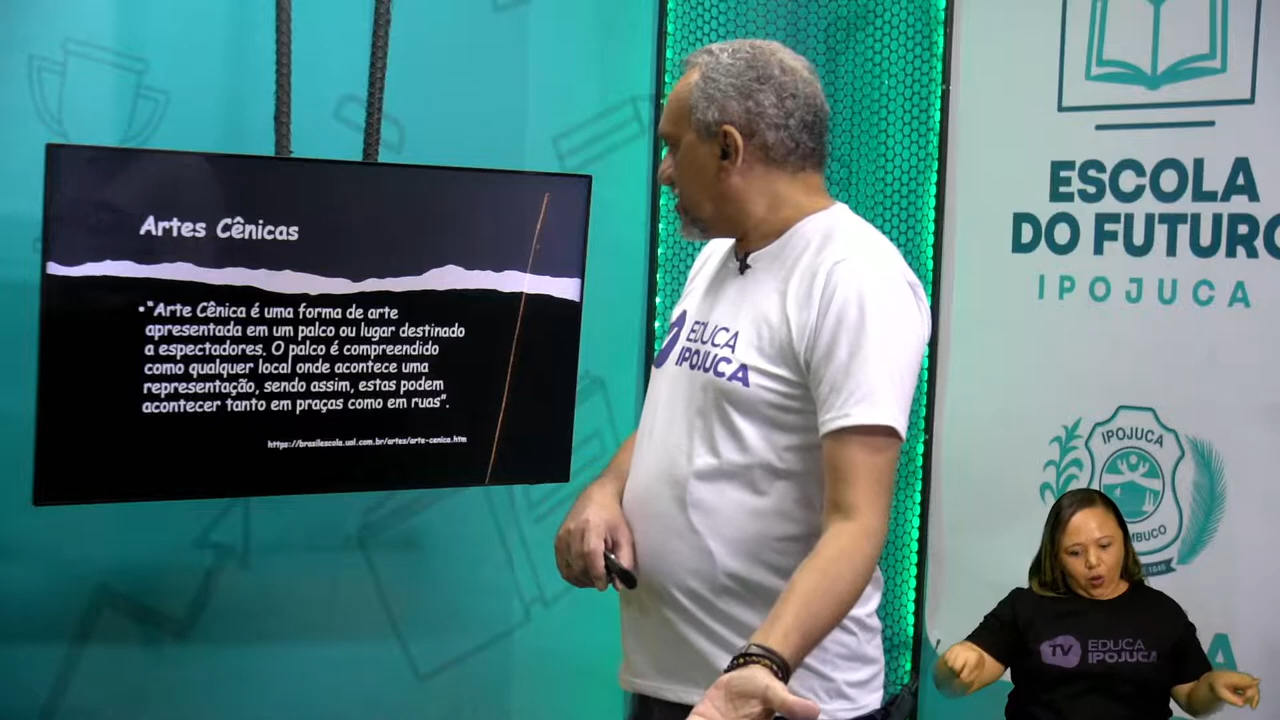 Artes Cênicas
•“Arte Cênica é uma forma de arte
apresentada em um palco ou lugar destinado
a espectadores. O palco é compreendido
como qualquer local onde acontece uma
representação, sendo assim, estas podem
acontecer tanto em praças como em ruas”.
https://brasilescola.uol.com.br/artes/arte-cenica.htm
EDUCA
IPOJUCA
ESCOLA
DO FUTURO
IPOJUCA
IPOJUCA
TV EDUCA
IPOJUCA